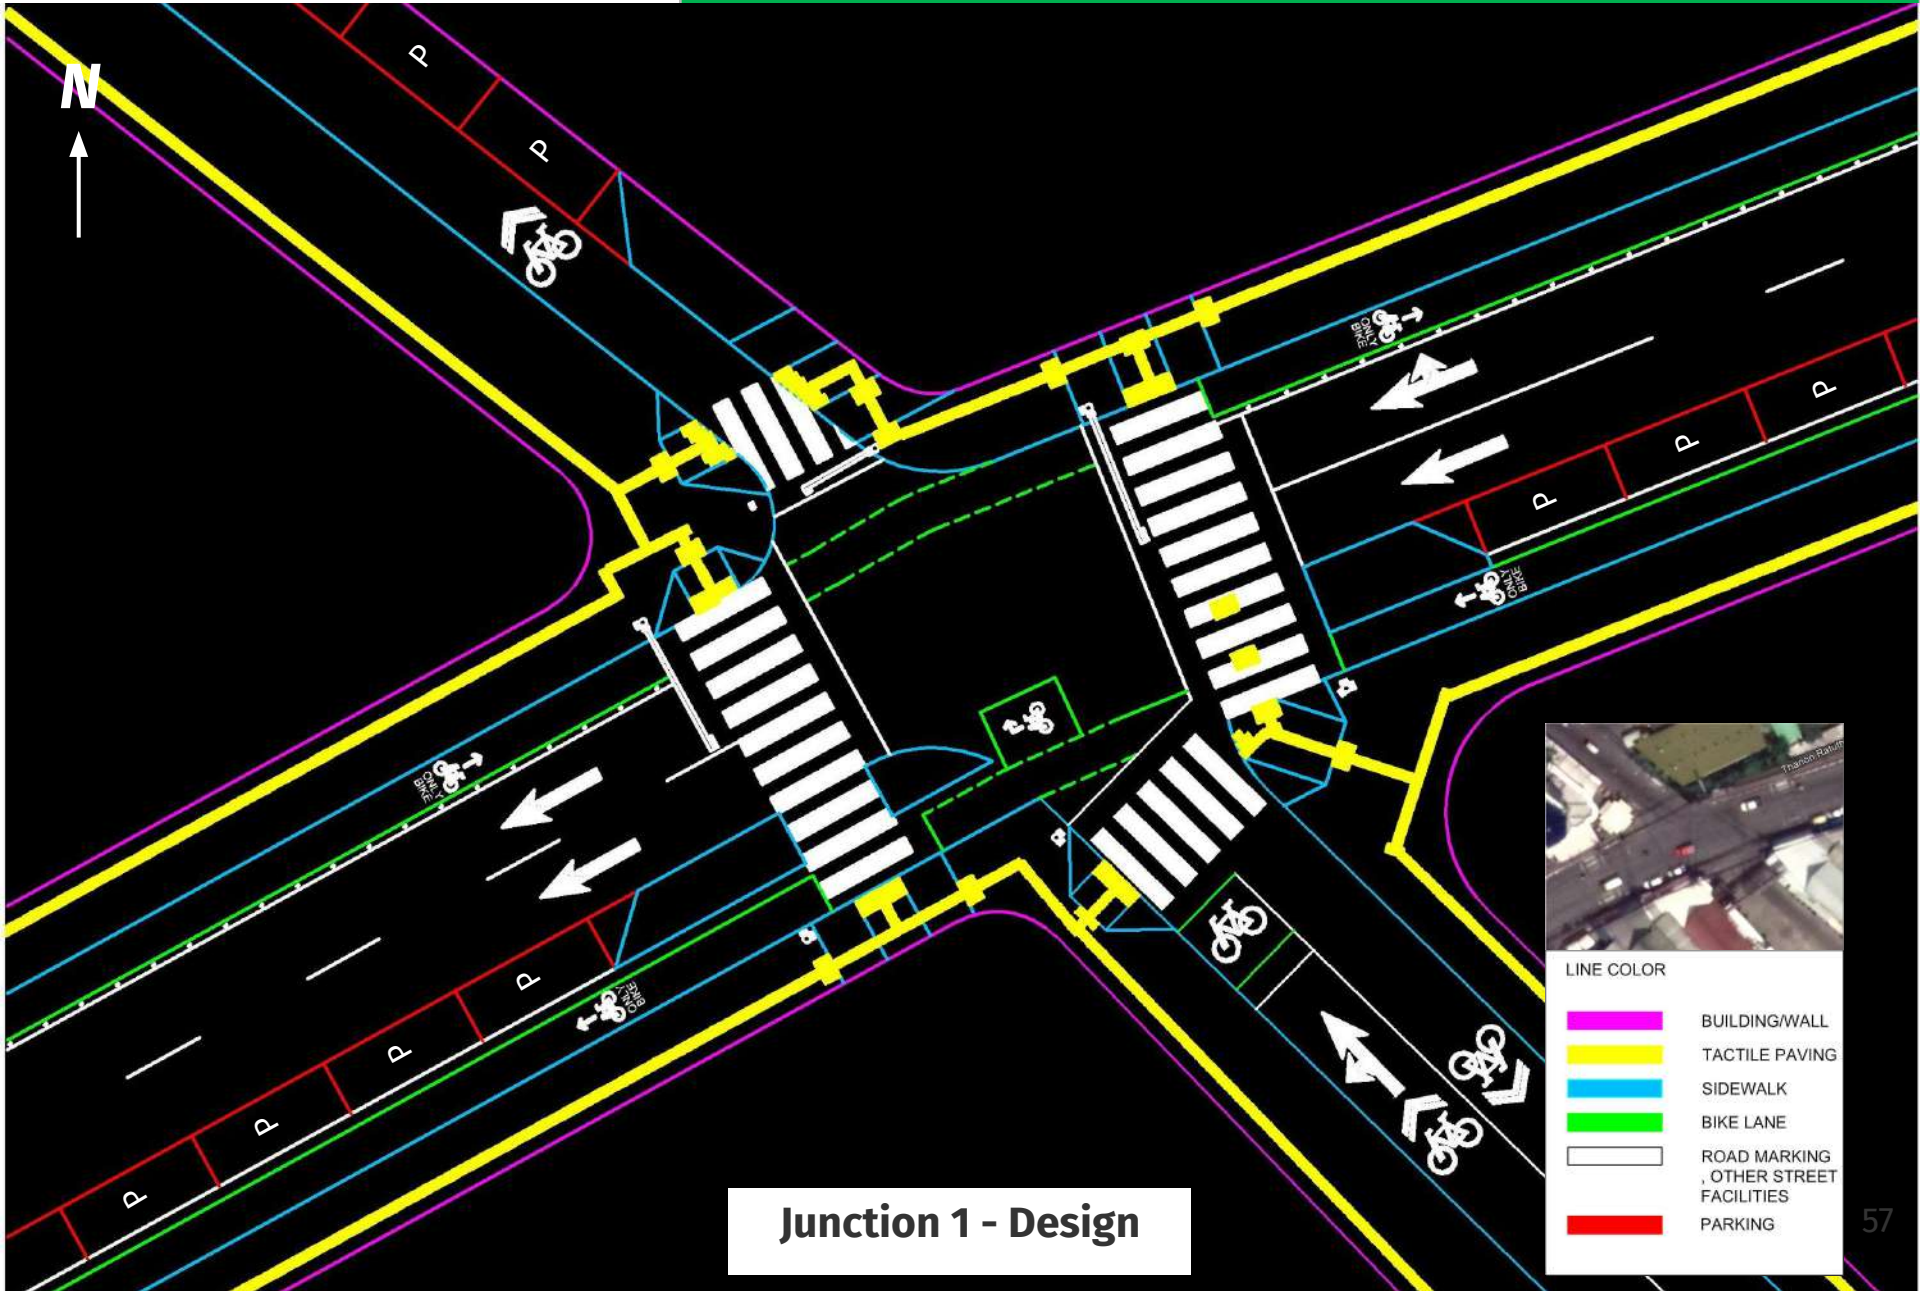 N
P
P
ONLY
BIKE
P
P
P
BIKE
ONLY
ONLY
BIKE
P
BIKE
ONLY
P
P
P
P
Junction 1 - Design
LINE COLOR
BUILDING/WALL
TACTILE PAVING
SIDEWALK
BIKE LANE
ROAD MARKING
, OTHER STREET
FACILITIES
PARKING
57